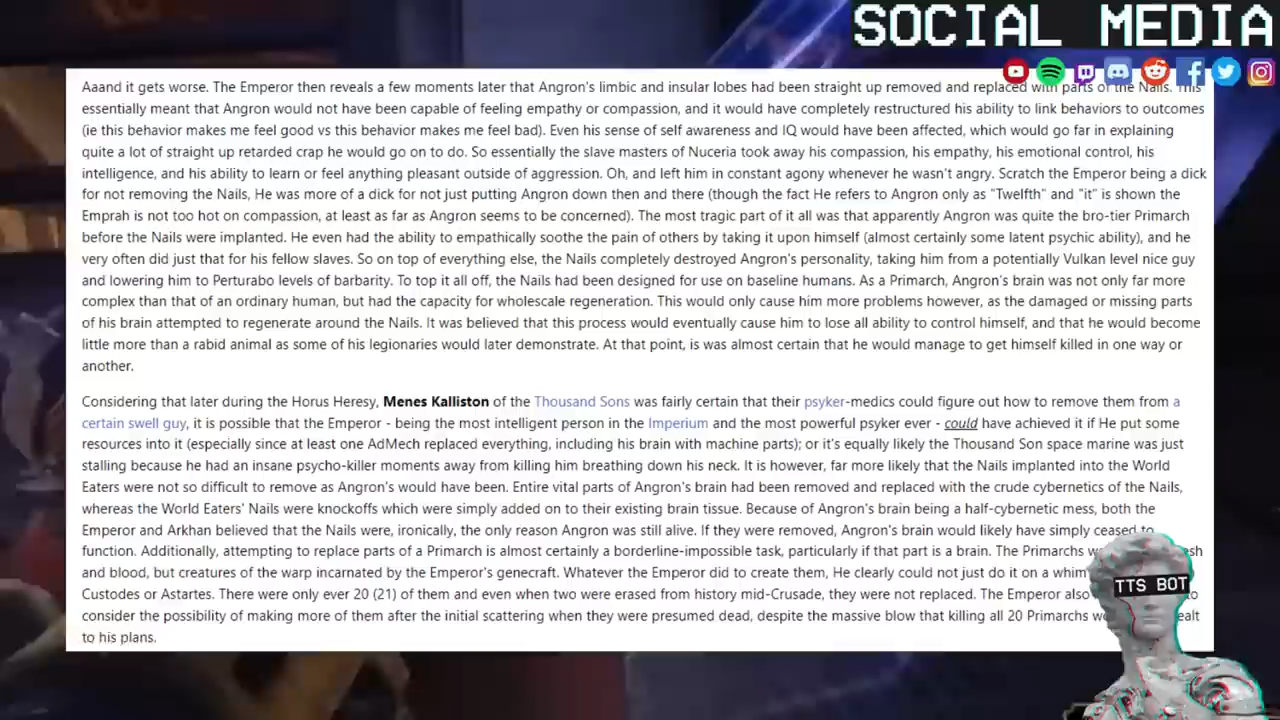 SOCIAL MEDIA
Aaand it gets worse. The Emperor then reveals a few moments later that Angron's limbic and insular lobes had been straight up removed and replaced with parts of the Nails. This
essentially meant that Angron would not have been capable of feeling empathy or compassion, and it would have completely restructured his ability to link behaviors to outcomes
(ie this behavior makes me feel good vs this behavior makes me feel bad). Even his sense of self awareness and IQ would have been affected, which would go far in explaining
quite a lot of straight up retarded crap he would go on to do. So essentially the slave masters of Nuceria took away his compassion, his empathy, his emotional control, his
intelligence, and his ability to learn or feel anything pleasant outside of aggression. Oh, and left him in constant agony whenever he wasn't angry. Scratch the Emperor being a dick
for not removing the Nails, He was more of a dick for not just putting Angron down then and there (though the fact He refers to Angron only as "Twelfth" and "it" is shown the
Emprah is not too hot on compassion, at least as far as Angron seems to be concerned). The most tragic part of it all was that apparently Angron was quite the bro-tier Primarch
before the Nails were implanted. He even had the ability to empathically soothe the pain of others by taking it upon himself (almost certainly some latent psychic ability), and he
very often did just that for his fellow slaves. So on top of everything else, the Nails completely destroyed Angron's personality, taking him from a potentially Vulkan level nice guy
and lowering him to Perturabo levels of barbarity. To top it all off, the Nails had been designed for use on baseline humans. As a Primarch, Angron's brain was not only far more
complex than that of an ordinary human, but had the capacity for wholescale regeneration. This would only cause him more problems however, as the damaged or missing parts
of his brain attempted to regenerate around the Nails. It was believed that this process would eventually cause him to lose all ability to control himself, and that he would become
little more than a rabid animal as some of his legionaries would later demonstrate. At that point, is was almost certain that he would manage to get himself killed in one way or
another.
Considering that later during the Horus Heresy, Menes Kalliston of the Thousand Sons was fairly certain that their psyker-medics could figure out how to remove them from a
certain swell guy, it is possible that the Emperor - being the most intelligent person in the Imperium and the most powerful psyker ever - could have achieved it if He put some
resources into it (especially since at least one AdMech replaced everything, including his brain with machine parts); or it's equally likely the Thousand Son space marine was just
stalling because he had an insane psycho-killer moments away from killing him breathing down his neck. It is however, far more likely that the Nails implanted into the World
Eaters were not so difficult to remove as Angron's would have been. Entire vital parts of Angron's brain had been removed and replaced with the crude cybernetics of the Nails,
whereas the World Eaters' Nails were knockoffs which were simply added on to their existing brain tissue. Because of Angron's brain being a half-cybernetic mess, both the
Emperor and Arkhan believed that the Nails were, ironically, the only reason Angron was still alive. If they were removed, Angron's brain would likely have simply ceased to
function. Additionally, attempting to replace parts of a Primarch is almost certainly a borderline-impossible task, particularly if that part is a brain. The Primarchs
and blood, but creatures of the warp incarnated by the Emperor's genecraft. Whatever the Emperor did to create them, He clearly could not just do it on a whim
Custodes or Astartes. There were only ever 20 (21) of them and even when two were erased from history mid-Crusade, they were not replaced. The Emperor also to
consider the possibility of making more of them after the initial scattering when they were presumed dead, despite the massive blow that killing all 20 Primarchs
to his plans.
TTS BOT